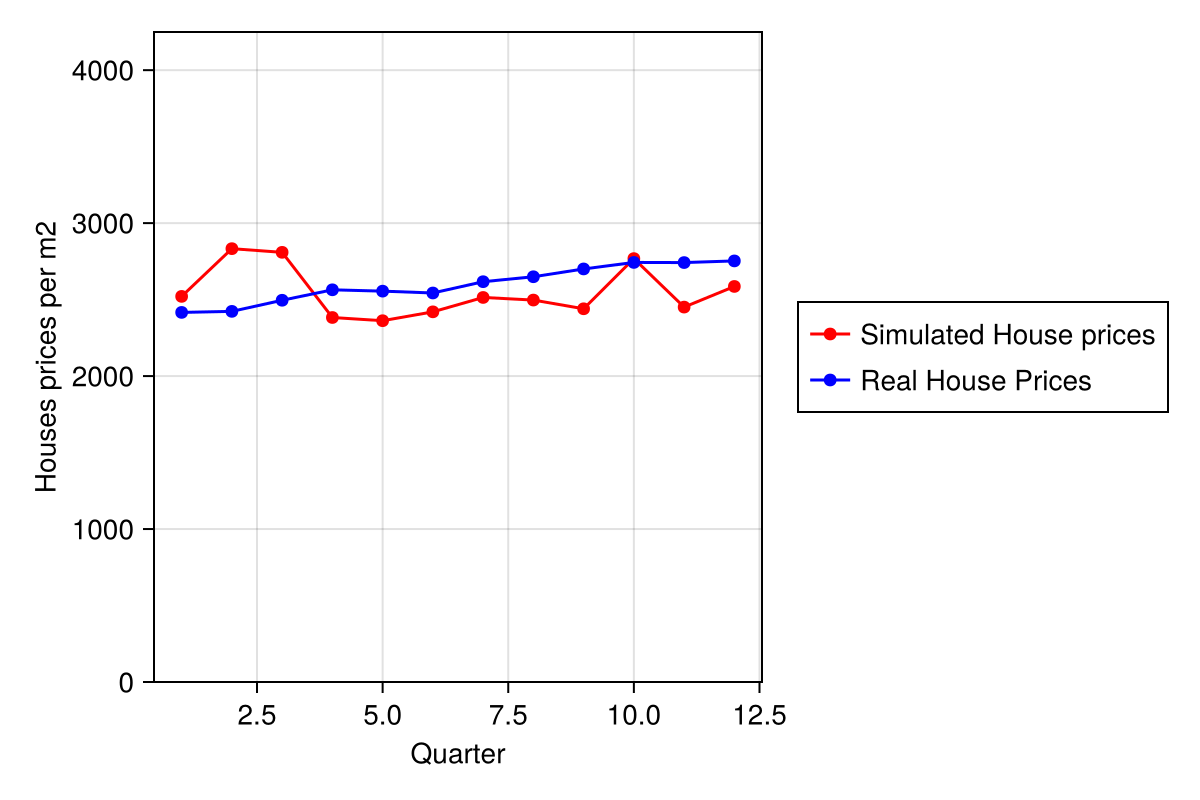 4000
3000
2000
1000
0
Houses prices per m2
2.5 5.0 7.5 10.0 12.5
Quarter
Simulated House prices
Real House Prices